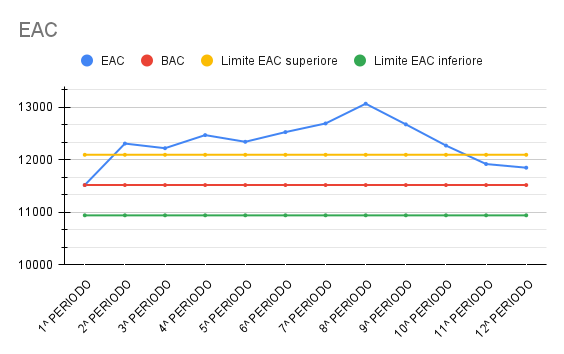 EAC
EAC BAC Limite EAC superiore Limite EAC inferiore
13000
12000
11000
10000
1^ PERIODO
2^ PERIODO
3^ PERIODO
4^ PERIODO
5^ PERIODO
6^ PERIODO
7^ PERIODO
8^ PERIODO
9^ PERIODO
10^ PERIODO
11^ PERIODO
12^ PERIODO